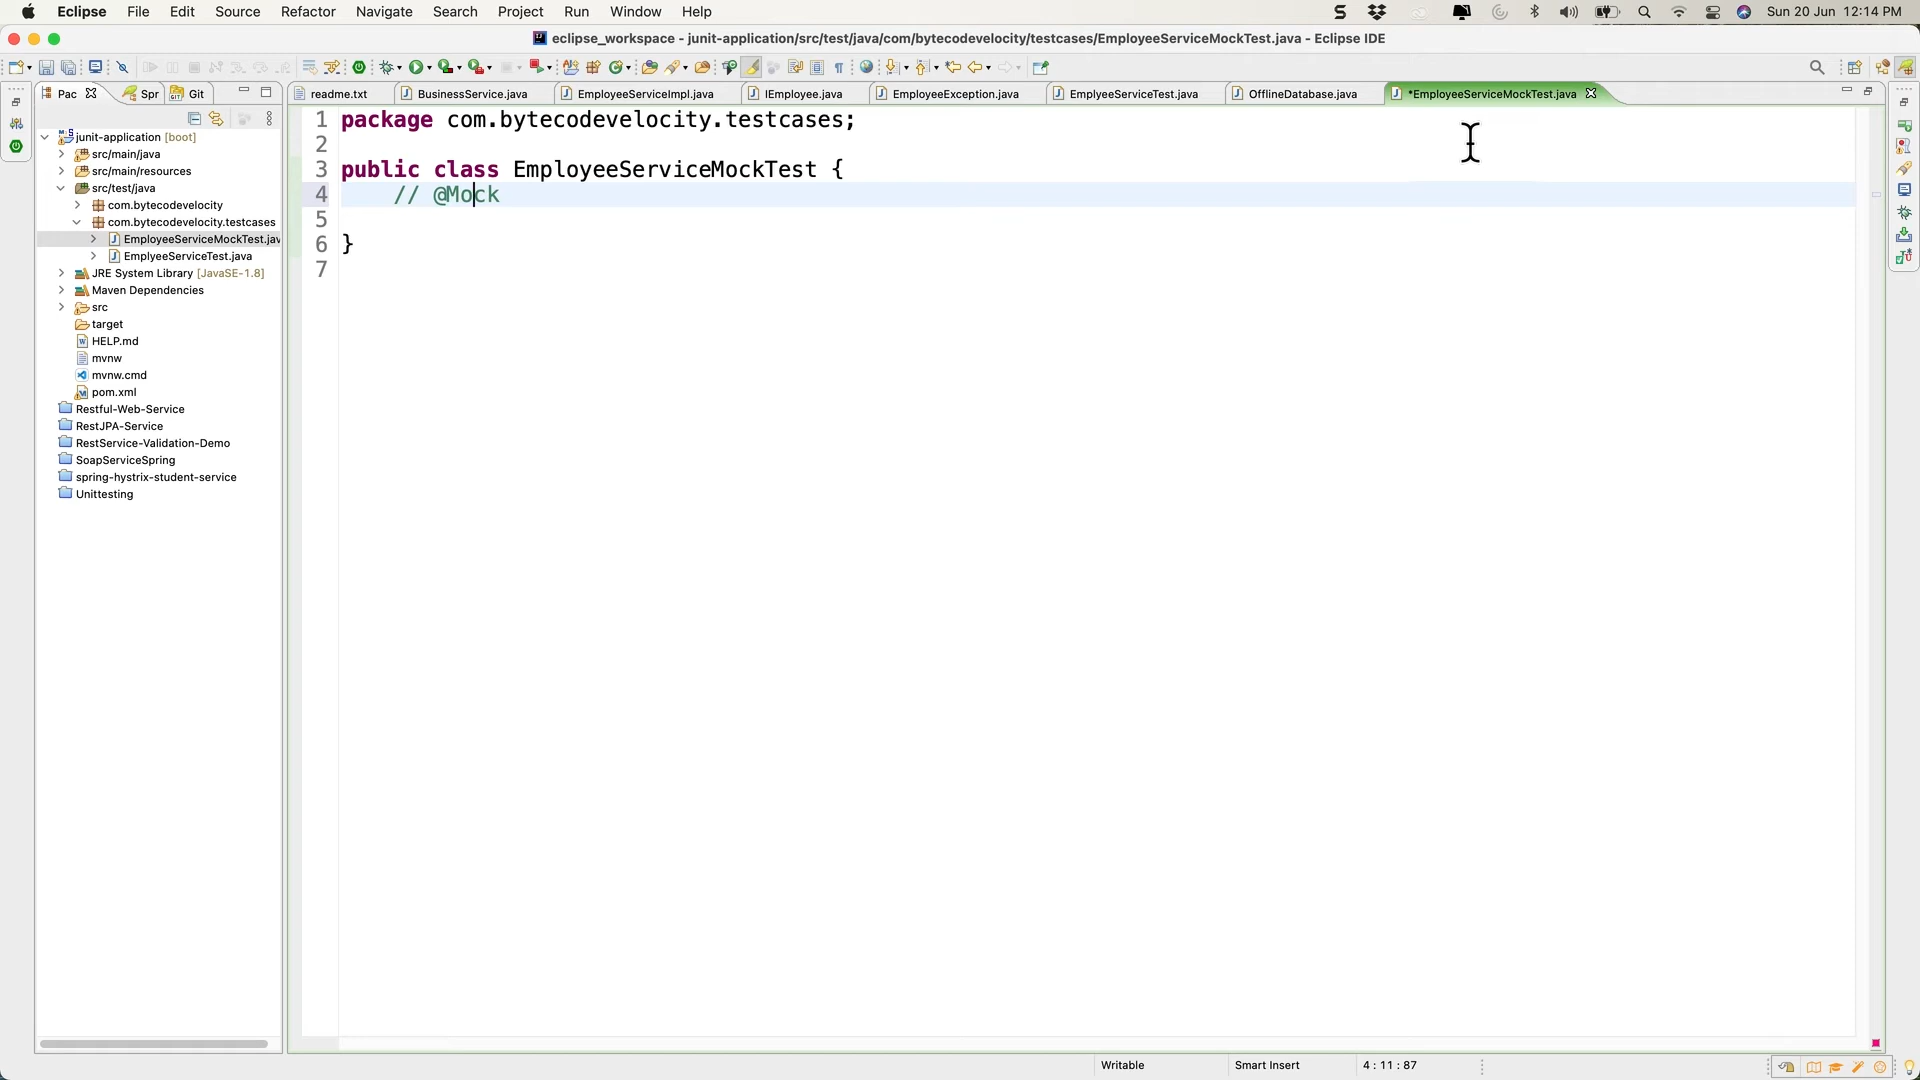 Eclipse File Edit Source Refactor Navigate Search Project Run Window Help Sun 20 Jun 12:14 PM
eclipse_workspace - junit-application/src/test/java/com/bytecodevelocity/testcases/EmployeeServiceMockTest.java - Eclipse IDE
Pac Spr Git
readme.txt BusinessService.java EmployeeServiceImpl.java IEmployee.java EmployeeException.java EmplyeeServiceTest.java OfflineDatabase.java *EmployeeServiceMockTest.java
junit-application [boot]
src/main/java
src/main/resources
src/test/java
com.bytecodevelocity
com.bytecodevelocity.testcases
EmployeeServiceMockTest.jav
EmplyeeServiceTest.java
JRE System Library [JavaSE-1.8]
Maven Dependencies
src
target
HELP.md
mvnw
mvnw.cmd
pom.xml
Restful-Web-Service
RestJPA-Service
RestService-Validation-Demo
SoapServiceSpring
spring-hystrix-student-service
Unittesting
1 package com.bytecodevelocity.testcases;
2
3 public class EmployeeServiceMockTest {
4 // @Mock
5
6 }
7
Writable Smart Insert 4 : 11 : 87